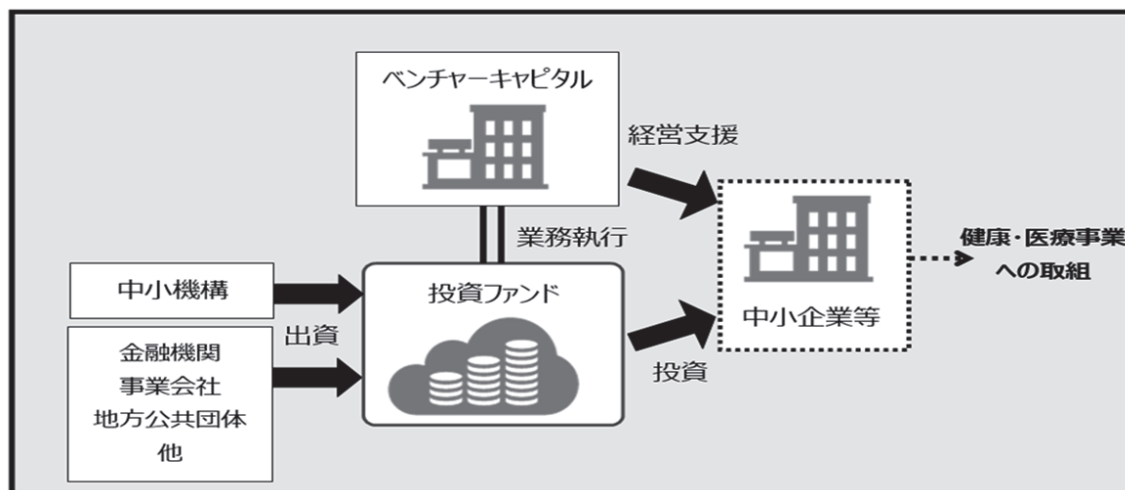 ベンチャーキャピタル
経営支援
業務執行
健康・医療事業
への取組
中小機構
出資
投資ファンド
中小企業等
投資
金融機関
事業会社
地方公共団体
他